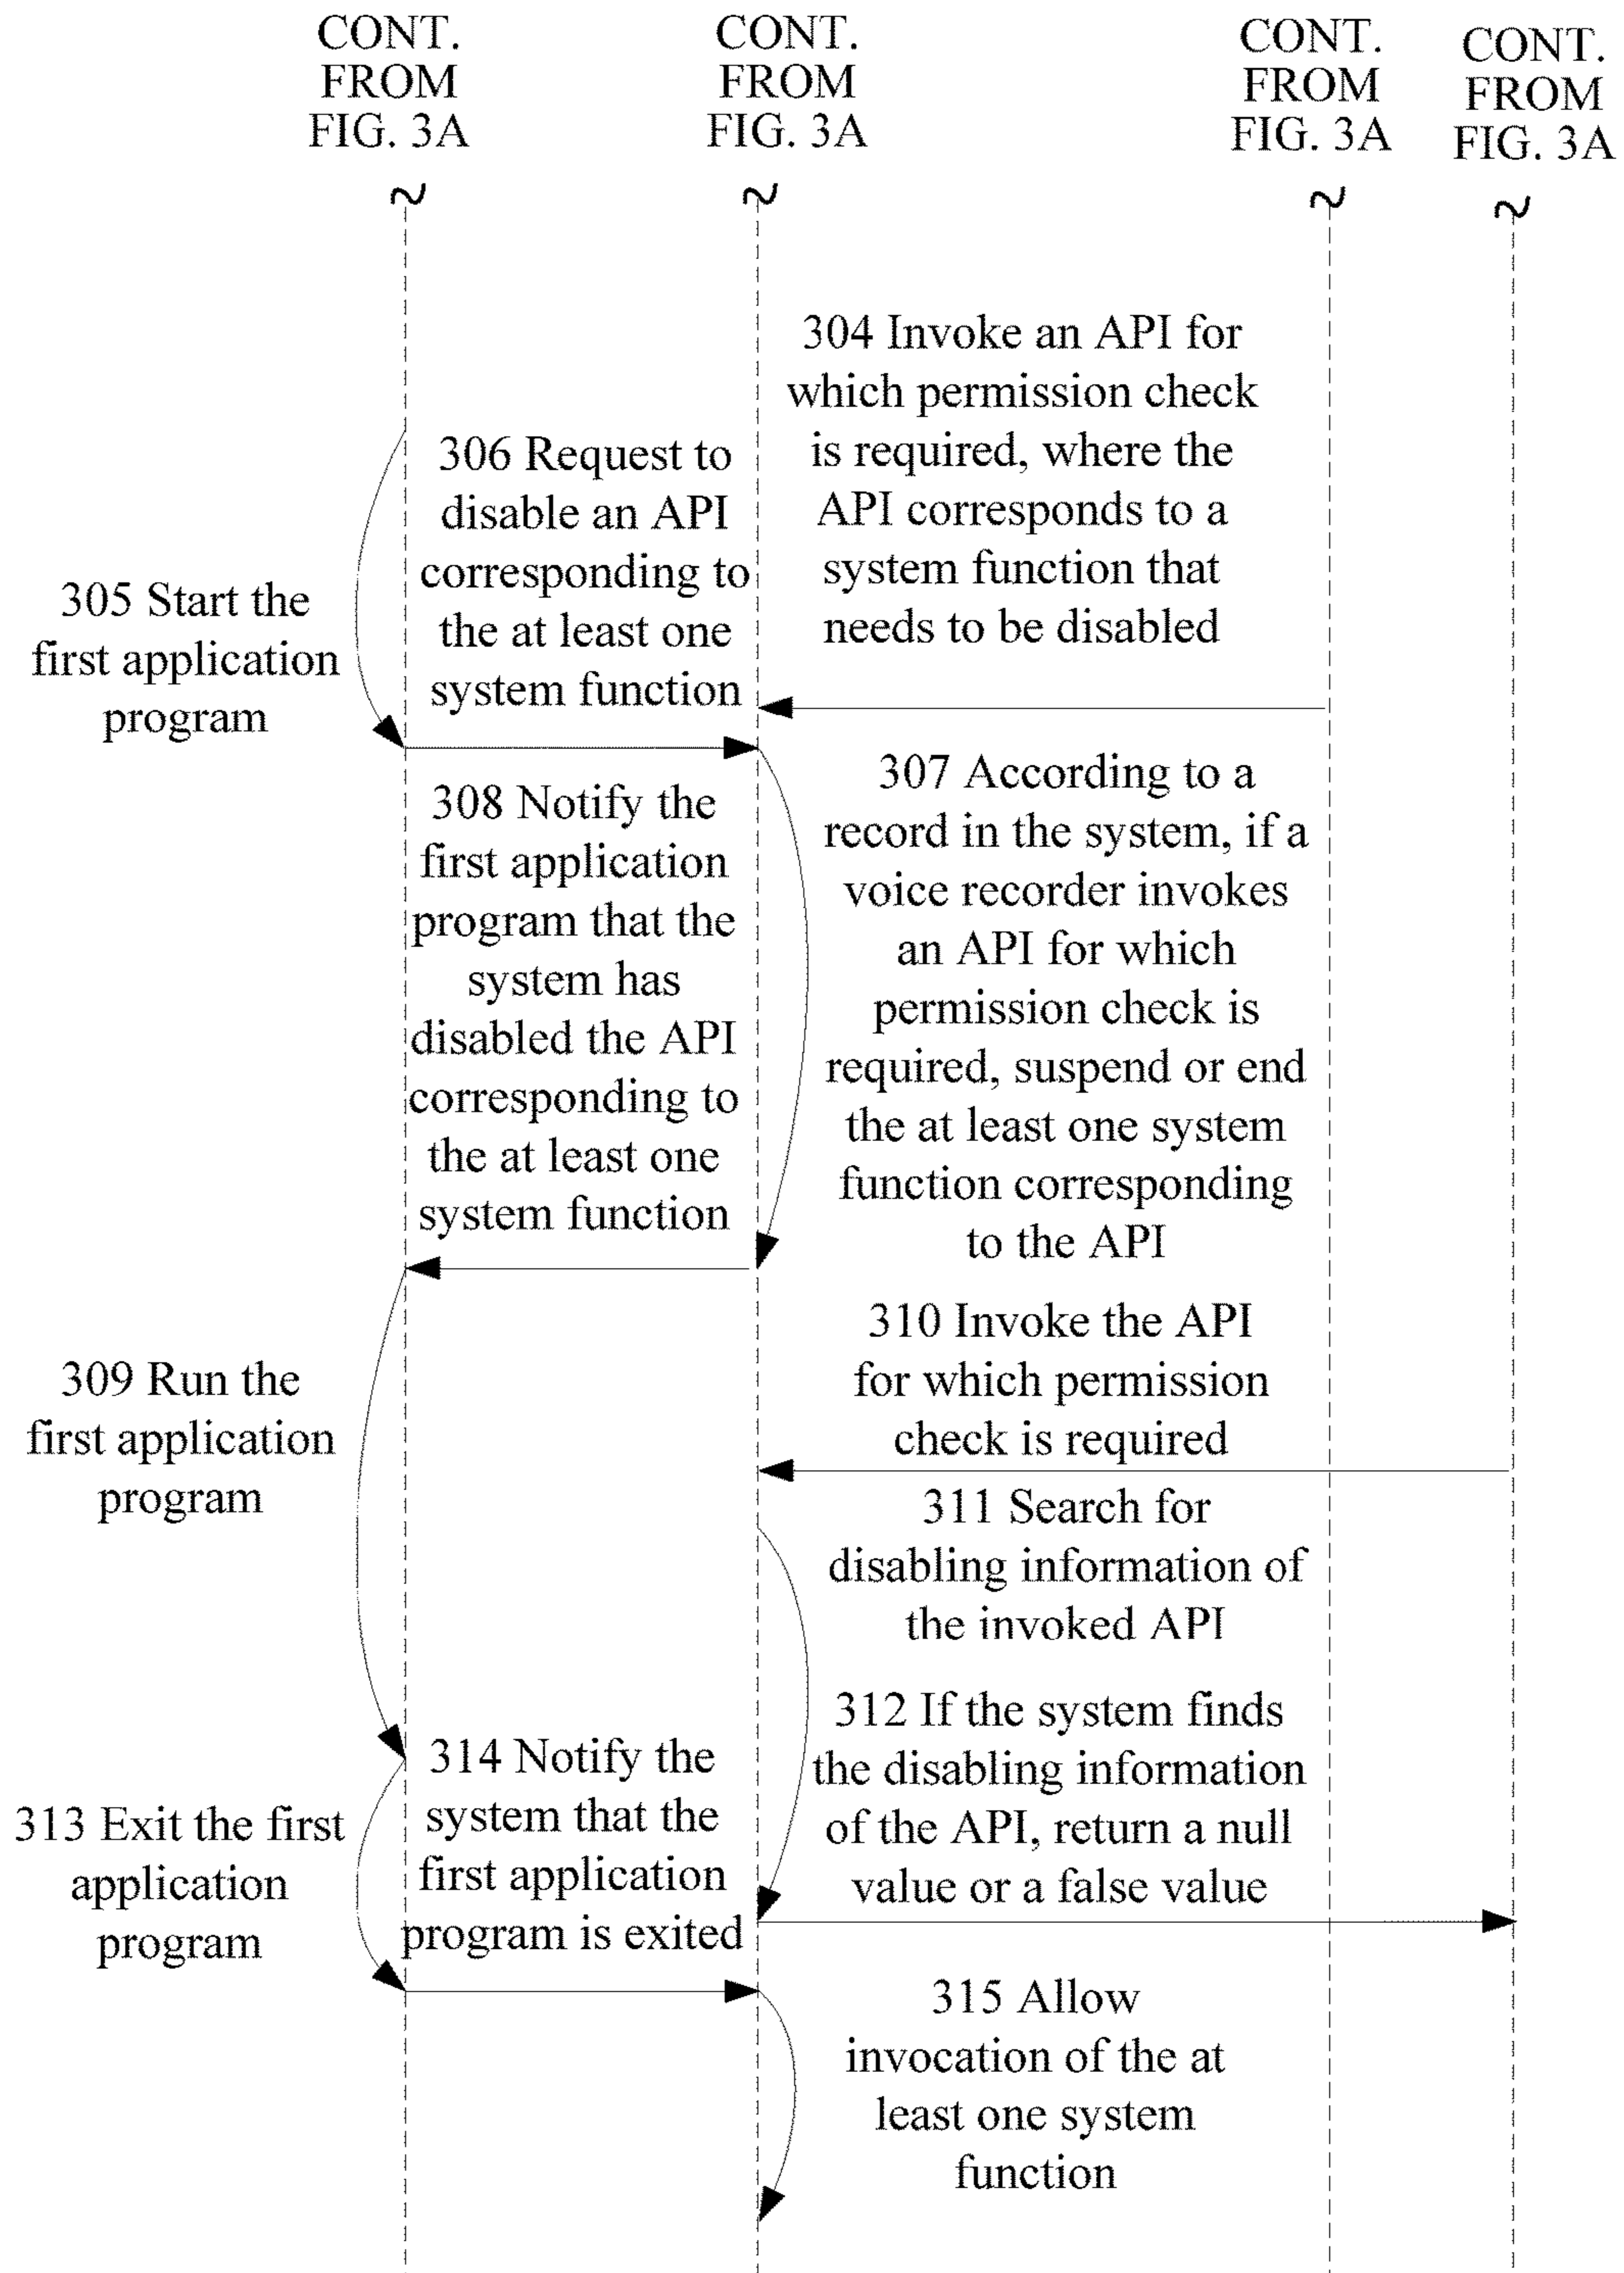 CONT.
FROM
FIG. 3A
CONT.
FROM
FIG. 3A
CONT.
FROM
FIG. 3A
CONT.
FROM
FIG. 3A
304 Invoke an API for
which permission check
is required, where the
API corresponds to a
system function that
needs to be disabled
305 Start the
first application
program
306 Request to
disable an API
corresponding to
the at least one
system function
307 According to a
record in the system, if a
voice recorder invokes
an API for which
permission check is
required, suspend or end
the at least one system
function corresponding
to the API
308 Notify the
first application
program that the
system has
disabled the API
corresponding to
the at least one
system function
309 Run the
first application
program
310 Invoke the API
for which permission
check is required
311 Search for
disabling information of
the invoked API
312 If the system finds
the disabling information
of the API, return a null
value or a false value
313 Exit the first
application
program
314 Notify the
system that the
first application
program is exited
315 Allow
invocation of the at
least one system
function